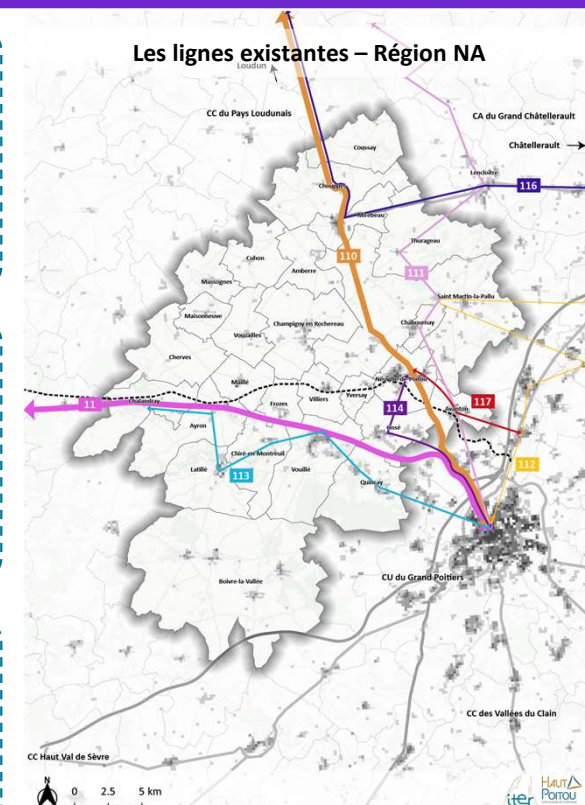 Les lignes existantes – Région NA
Loudun
CC du Pays Loudunais
CA du Grand Châtellerault
Coussay
Châtellerault
Lencloître
116
Mirebeau
Thurageau
110
Cuhon
Amberre
111
Massognes
Saint Martin-la-Pallu
Maisonneuve
Champigny en Rochereau
Chabournay
Vouzailles
Cherves
Maillé
Yversay
Villiers
Frozes
117
Chalandray
11
114
Avanton
Ayron
Cissé
Chiré-en-Montreuil
112
Latillé
113
Vouillé
Quinçay
Boivre-la-Vallée
CU du Grand Poitiers
CC des Vallées du Clain
CC Haut Val de Sèvre
N
0 2.5 5 km
iter
HAUT
POITOU